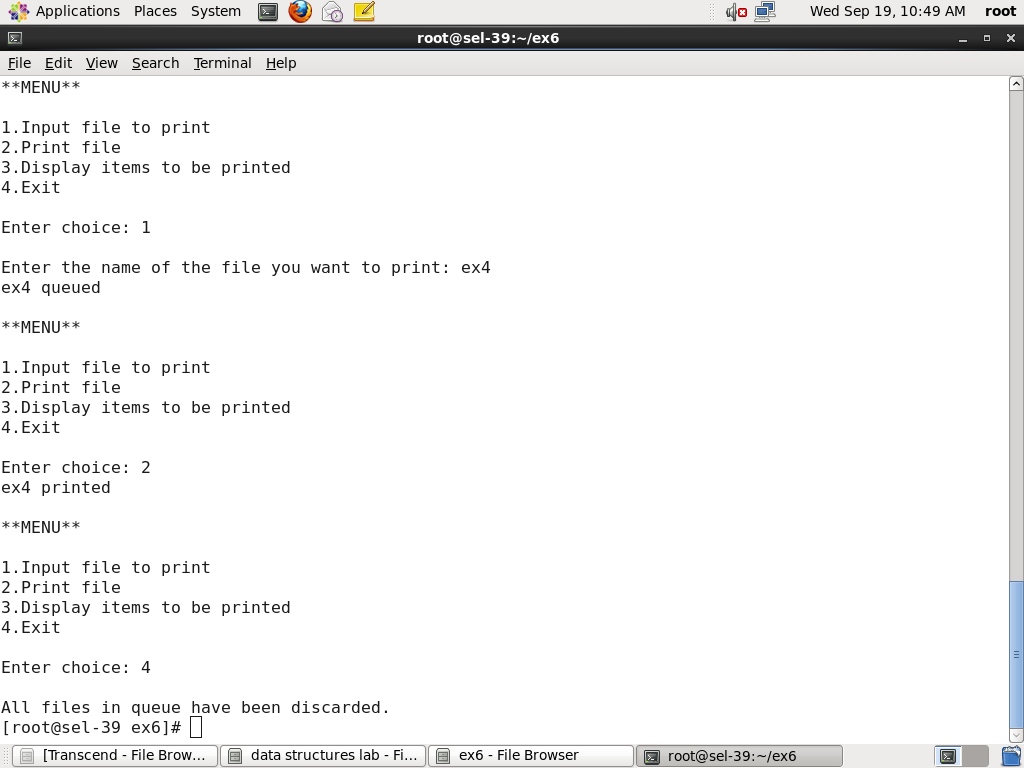 Applications Places System Wed Sep 19, 10:49 AM root
root@sel-39:~/ex6
File Edit View Search Terminal Help
**MENU**
1.Input file to print
2.Print file
3.Display items to be printed
4.Exit
Enter choice: 1
Enter the name of the file you want to print: ex4
ex4 queued
**MENU**
1.Input file to print
2.Print file
3.Display items to be printed
4.Exit
Enter choice: 2
ex4 printed
**MENU**
1.Input file to print
2.Print file
3.Display items to be printed
4.Exit
Enter choice: 4
All files in queue have been discarded.
[root@sel-39 ex6]#
[Transcend - File Brow... data structures lab - Fi... ex6 - File Browser root@sel-39:~/ex6